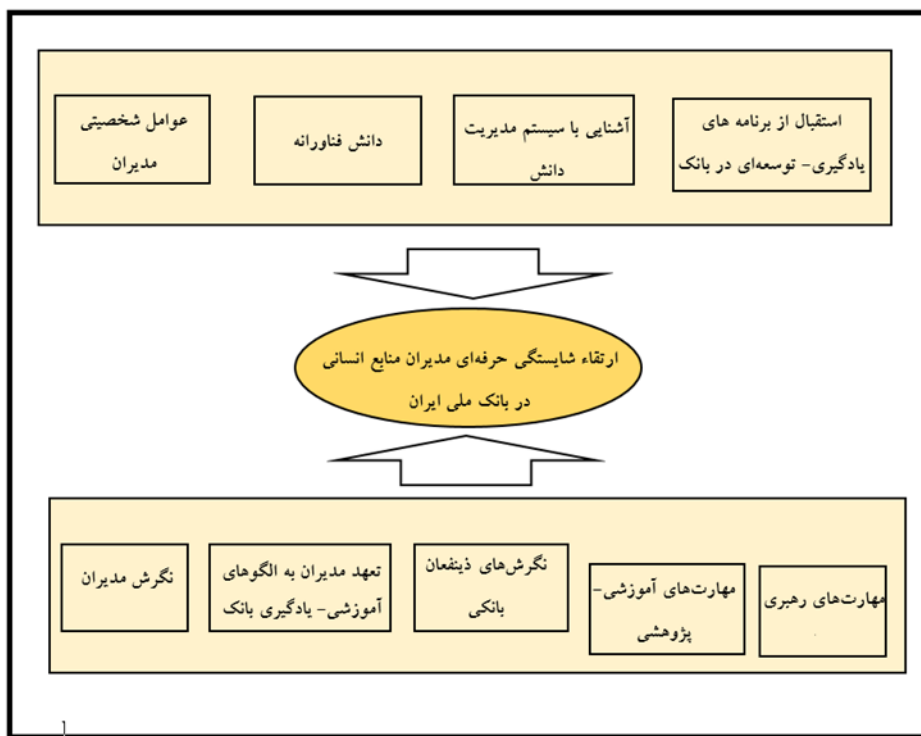 استقبال از برنامه های
یادگیری- توسعه‌ای در بانک
آشنایی با سیستم مدیریت
دانش
دانش فناورانه
عوامل شخصیتی
مدیران
ارتقاء شایستگی حرفه‌ای مدیران منابع انسانی
در بانک ملی ایران
مهارت‌های رهبری
مهارت‌های آموزشی-
پژوهشی
نگرش‌های ذینفعان
بانکی
تعهد مدیران به الگوهای
آموزشی- یادگیری بانک
نگرش مدیران